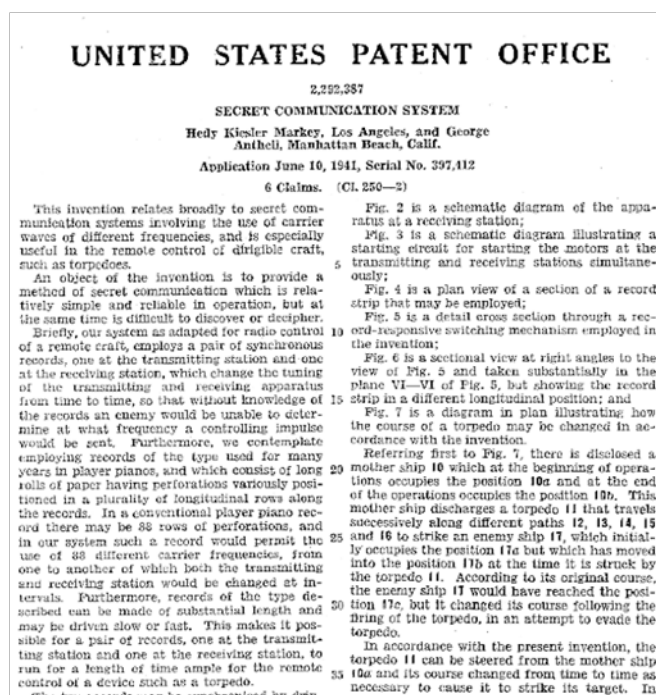 UNITED STATES PATENT OFFICE
2,292,387
SECRET COMMUNICATION SYSTEM
Hedy Kiesler Markey, Los Angeles, and George
Antheil, Manhattan Beach, Calif.
Application June 10, 1941, Serial No. 397,412
6 Claims. (Cl. 250—2)
This invention relates broadly to secret com-
munication systems involving the use of carrier
waves of different frequencies, and is especially
useful in the remote control of dirigible craft,
such as torpedoes.
An object of the invention is to provide a
method of secret communication which is rela-
tively simple and reliable in operation, but at
the same time is difficult to discover or decipher.
Briefly, our system as adapted for radio control
of a remote craft, employs a pair of synchronous
records, one at the transmitting station and one
at the receiving station, which change the tuning
of the transmitting and receiving apparatus
from time to time, so that without knowledge of
the records an enemy would be unable to deter-
mine at what frequency a controlling impulse
would be sent. Furthermore, we contemplate
employing records of the type used for many
years in player pianos, and which consist of long
rolls of paper having perforations variously posi-
tioned in a plurality of longitudinal rows along
the records. In a conventional player piano rec-
ord there may be 88 rows of perforations, and
in our system such a record would permit the
use of 88 different carrier frequencies, from
one to another of which both the transmitting
and receiving station would be changed at in-
tervals. Furthermore, records of the type de-
scribed can be made of substantial length and
may be driven slow or fast. This makes it pos-
sible for a pair of records, one at the transmit-
ting station and one at the receiving station, to
run for a length of time ample for the remote
control of a device such as a torpedo.
Fig. 2 is a schematic diagram of the appa-
ratus at a receiving station;
Fig. 3 is a schematic diagram illustrating a
starting circuit for starting the motors at the
5 transmitting and receiving stations simultane-
ously;
Fig. 4 is a plan view of a section of a record
strip that may be employed;
Fig. 5 is a detail cross section through a rec-
10 ord-responsive switching mechanism employed in
the invention;
Fig. 6 is a sectional view at right angles to the
view of Fig. 5 and taken substantially in the
plane VI—VI of Fig. 5, but showing the record
15 strip in a different longitudinal position; and
Fig. 7 is a diagram in plan illustrating how
the course of a torpedo may be changed in ac-
cordance with the invention.
Referring first to Fig. 7, there is disclosed a
20 mother ship 10 which at the beginning of opera-
tions occupies the position 10a and at the end
of the operations occupies the position 10b. This
mother ship discharges a torpedo 11 that travels
successively along different paths 12, 13, 14, 15
25 and 16 to strike an enemy ship 17, which initial-
ly occupies the position 17a but which has moved
into the position 17b at the time it is struck by
the torpedo 11. According to its original course,
the enemy ship 17 would have reached the posi-
30 tion 17c, but it changed its course following the
firing of the torpedo, in an attempt to evade the
torpedo.
In accordance with the present invention, the
torpedo 11 can be steered from the mother ship
35 10a and its course changed from time to time as
necessary to cause it to strike its target. In